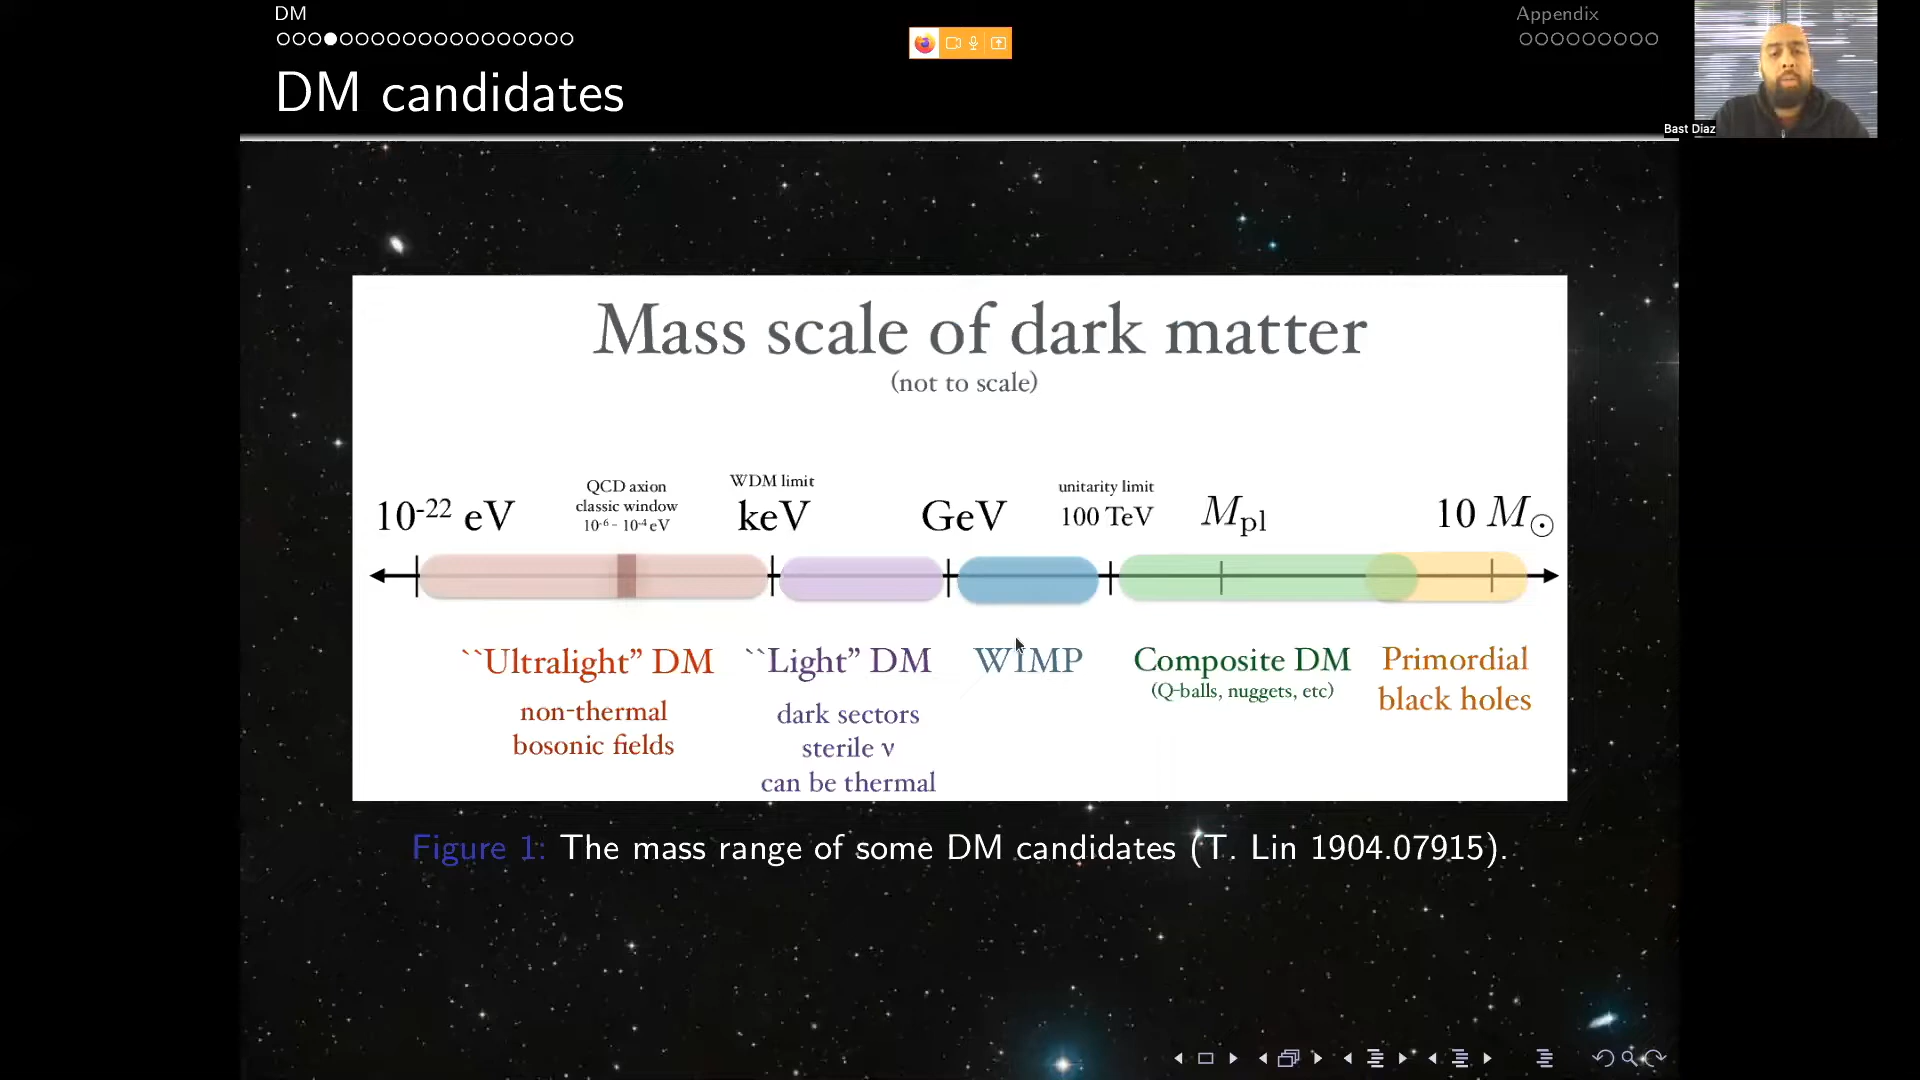 DM
Appendix
DM candidates
Bast Diaz
Mass scale of dark matter
(not to scale)
10⁻²² eV
QCD axion
classic window
10⁻⁶ - 10⁻⁴ eV
WDM limit
keV
GeV
unitarity limit
100 TeV
M_pl
10 M_⊙
``Ultralight” DM
non-thermal
bosonic fields
``Light” DM
dark sectors
sterile ν
can be thermal
WIMP
Composite DM
(Q-balls, nuggets, etc)
Primordial
black holes
Figure 1: The mass range of some DM candidates (T. Lin 1904.07915).